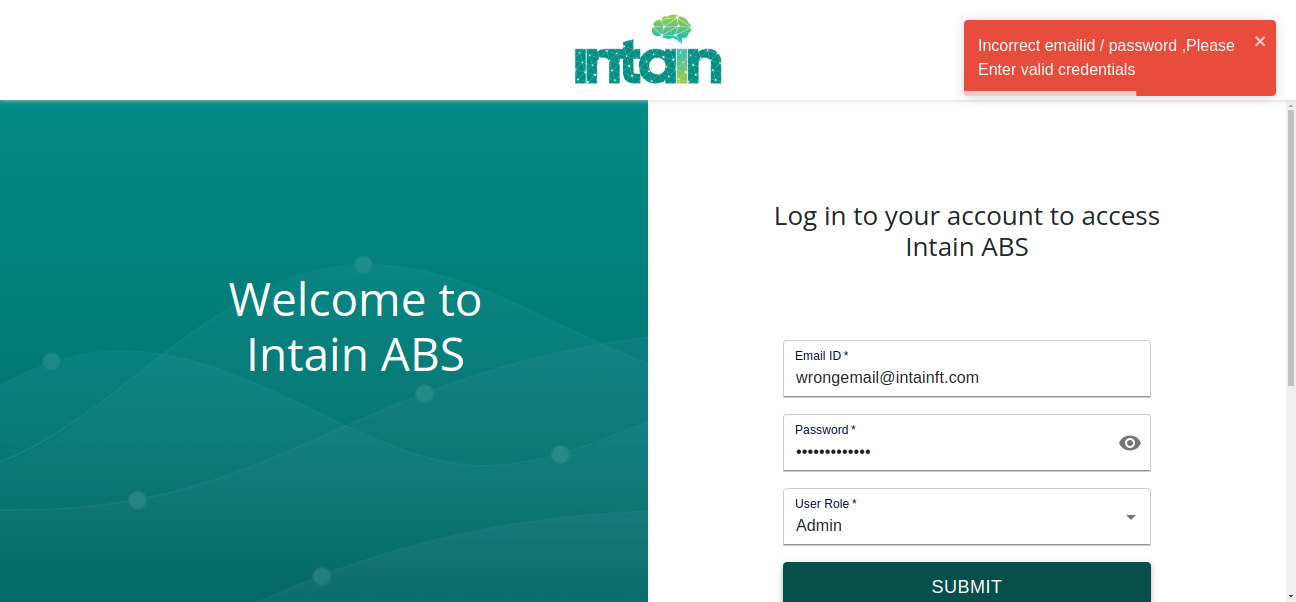 intain
Incorrect emailid / password ,Please
Enter valid credentials
×
Welcome to
Intain ABS
Log in to your account to access
Intain ABS
Email ID *
wrongemail@intainft.com
Password *
•••••••••••••
User Role *
Admin
SUBMIT